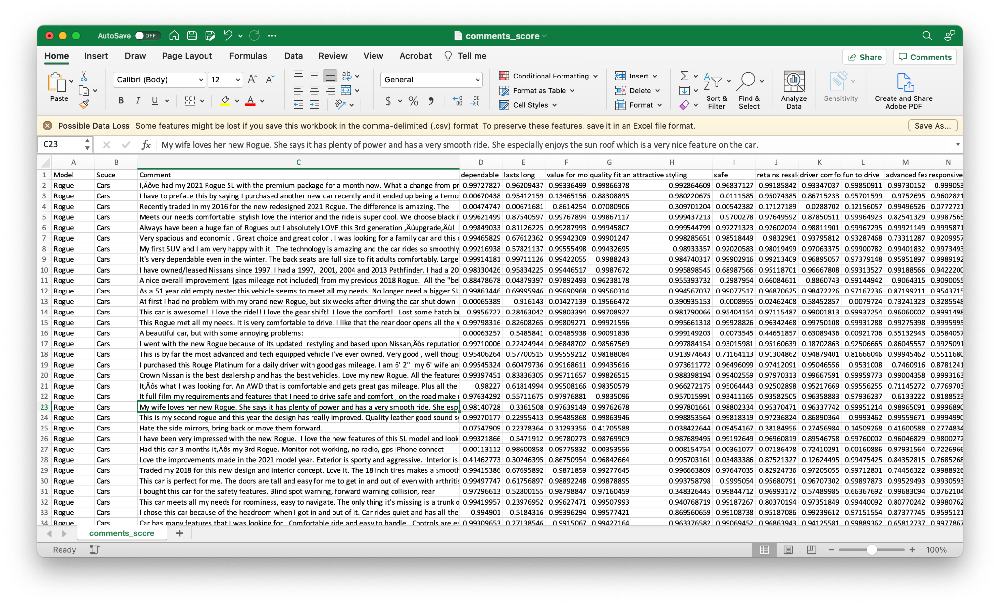 AutoSave OFF comments_score
Home Insert Draw Page Layout Formulas Data Review View Acrobat Tell me Share Comments
Paste Calibri (Body) 12 General Conditional Formatting Format as Table Cell Styles Insert Delete Format Sort & Filter Find & Select Analyze Data Sensitivity Create and Share Adobe PDF
Possible Data Loss Some features might be lost if you save this workbook in the comma-delimited (.csv) format. To preserve these features, save it in an Excel file format. Save As...
C23 fx My wife loves her new Rogue. She says it has plenty of power and has a very smooth ride. She especially enjoys the sun roof which is a very nice feature on the car.
A B C D E F G H I J K L M N
1 Model Souce Comment dependable lasts long value for mo quality fit an attractive styling safe retains resal driver comfo fun to drive advanced fea responsive
2 Rogue Cars I‚Äôve had my 2021 Rogue SL with the premium package for a month now. What a change from pr 0.99727827 0.96209437 0.99336499 0.99866378 0.992864609 0.96837127 0.99185842 0.93347037 0.99850911 0.99730152 0.999053
3 Rogue Cars I have to preface this by saying I purchased another new car recently and it ended up being a Lemo 0.00670438 0.95412159 0.13465156 0.88308895 0.980220675 0.0111585 0.95074385 0.86715233 0.95701599 0.9752695 0.9602821
4 Rogue Cars Recently traded in my 2016 for the new redesigned 2021 Rogue. The difference is amazing. The 0.00474747 0.00671681 0.8614254 0.07080906 0.309701204 0.00542382 0.17127189 0.0288702 0.12156057 0.99496526 0.0772721
5 Rogue Cars Meets our needs comfortable  stylish love the interior and the ride is super cool. We choose black i 0.99621499 0.87540597 0.99767894 0.99867117 0.999437213 0.9700278 0.97649592 0.87850511 0.99964923 0.82541329 0.9987565
6 Rogue Cars Always have been a huge fan of Rogues but I absolutely LOVE this 3rd generation ‚Äúupgrade‚Äù! 0.99849033 0.81126225 0.99287993 0.99945807 0.999544799 0.97271323 0.92602074 0.98811901 0.99967295 0.99921149 0.9995871
7 Rogue Cars Very spacious and economic . Great choice and great color . I was looking for a family car and this 0.99465829 0.67612362 0.99942309 0.99901247 0.998285651 0.98518449 0.9832961 0.93795812 0.93287468 0.73311287 0.9209957
8 Rogue Cars My first SUV and I am very happy with it.  The technology is amazing and the car rides so smoothly 0.99216938 0.57821137 0.99555498 0.99432695 0.98933357 0.92020583 0.98019499 0.97063375 0.99900782 0.99401832 0.9973493
9 Rogue Cars It's very dependable even in the winter. The back seats are full size to fit adults comfortably. Large 0.99914181 0.99711126 0.99422055 0.9988243 0.984740317 0.99902916 0.99213409 0.96895057 0.97379148 0.95951897 0.9989192
10 Rogue Cars I have owned/leased Nissans since 1997. I had a 1997,  2001, 2004 and 2013 Pathfinder. I had a 20 0.98330426 0.95834225 0.99446517 0.9987672 0.995898545 0.68987566 0.95118701 0.96667808 0.99313527 0.99188566 0.942220
11 Rogue Cars A nice overall improvement  (gas mileage not included) from my previous 2018 Rogue.  All the "be 0.88478678 0.04879397 0.97892493 0.96238178 0.955393732 0.2987954 0.66084611 0.8860743 0.99144942 0.9064315 0.9090055
12 Rogue Cars As a 51 year old empty nester this vehicle seems to meet all my needs. No longer need a bigger SU 0.99863446 0.69995946 0.99690968 0.99560314 0.994567037 0.99077517 0.96870625 0.98472226 0.97167236 0.87199211 0.9543715
13 Rogue Cars At first I had no problem with my brand new Rogue, but six weeks after driving the car shut down i 0.00065389 0.916143 0.01427139 0.19566472 0.390935153 0.0008955 0.02462408 0.58452857 0.0079724 0.73241323 0.3285548
14 Rogue Cars This car is awesome!  I love the ride!! I love the gear shift!  I love the comfort!   Lost some hatch b 0.9956727 0.28463042 0.99803394 0.99708927 0.981790066 0.95404154 0.97115487 0.99001813 0.99937254 0.96060002 0.9991498
15 Rogue Cars This Rogue met all my needs. It is very comfortable to drive. I like that the rear door opens all the 0.99798316 0.82608265 0.99809271 0.99921596 0.995661318 0.99928826 0.96342468 0.99750108 0.99931288 0.99275398 0.9995995
16 Rogue Cars A beautiful car, but with some annoying problems: 0.00063257 0.5485841 0.05485938 0.90091836 0.999149203 0.0073545 0.44651857 0.63089436 0.00921706 0.55132943 0.0584057
17 Rogue Cars I went with the new Rogue because of its updated  restyling and based upon Nissan‚Äôs reputation 0.99710006 0.22424944 0.96848702 0.98567569 0.997884154 0.93015981 0.95160639 0.18702863 0.92506665 0.86045557 0.9925091
18 Rogue Cars This is by far the most advanced and tech equipped vehicle I've ever owned. Very good , well thoug 0.95406264 0.57700515 0.99559212 0.98188084 0.913974643 0.71164113 0.91304862 0.94879401 0.81666046 0.99945462 0.551168
19 Rogue Cars I purchased this Rouge Platinum for a daily driver with good gas mileage. I am 6' 2"  my 6' wife an 0.99545324 0.60479736 0.99168611 0.99435616 0.973611772 0.96496099 0.97412091 0.95046556 0.9531008 0.7460916 0.8781241
20 Rogue Cars Crown Nissan is the best dealership and has the best vehicles. Love my new Rogue. All the features 0.99397451 0.83836305 0.99711657 0.99826515 0.988398194 0.99402559 0.97970313 0.99667591 0.99959773 0.99004358 0.9993163
21 Rogue Cars It‚Äôs what I was looking for. An AWD that is comfortable and gets great gas mileage. Plus all the 0.98227 0.61814994 0.99508166 0.98350579 0.966272175 0.95064443 0.92502898 0.95217669 0.99556255 0.71145272 0.7769703
22 Rogue Cars It full film my requirements and features that I need to drive safe and comfort , on the road make 0.97634292 0.55711675 0.97976881 0.9835096 0.957015991 0.93411165 0.93582505 0.96358883 0.97936237 0.6133222 0.8188523
23 Rogue Cars My wife loves her new Rogue. She says it has plenty of power and has a very smooth ride. She esp 0.98140728 0.3361508 0.97639149 0.99762678 0.997801661 0.98802334 0.95370471 0.96337742 0.99951214 0.98965091 0.999689
24 Rogue Cars This is my second rogue and this year the design has really improved. Quality leather good sound sy 0.99270177 0.22955413 0.99485868 0.99863946 0.998853564 0.99818319 0.97236824 0.86890364 0.9993462 0.99559671 0.999499
25 Rogue Cars Hate the side mirrors, bring back or move them forward. 0.07547909 0.22378364 0.31293356 0.41705588 0.038422644 0.09454167 0.38184956 0.27456984 0.14509268 0.41600588 0.2774834
26 Rogue Cars I have been very impressed with the new Rogue.  I love the new features of this SL model and look 0.99321866 0.5471912 0.99780273 0.98769909 0.987689495 0.99192649 0.96960819 0.89546758 0.99760002 0.96046829 0.9800272
27 Rogue Cars Had this car 3 months it‚Äôs my 3rd Rogue. Monitor not working, no radio, gps iPhone connect 0.00113112 0.98600858 0.09775832 0.00353556 0.008154754 0.00361077 0.07186478 0.72410291 0.00160886 0.97931564 0.7226966
28 Rogue Cars Love the improvements made in the 2021 model year. Exterior is sporty and aggressive.  Interior is 0.41462773 0.30246395 0.86750954 0.96842664 0.995703161 0.03483386 0.87521327 0.12624495 0.99475425 0.84352815 0.7685268
29 Rogue Cars Traded my 2018 for this new design and interior concept. Love it. The 18 inch tires makes a smooth 0.99415386 0.67695892 0.9871859 0.99277645 0.996663809 0.97647035 0.82924736 0.97205055 0.99712801 0.74456322 0.9988926
30 Rogue Cars This car is perfect for me. The doors are tall and easy for me to get in and out of even with arthritis 0.99497747 0.61756897 0.98892248 0.99878895 0.993758798 0.9995054 0.95680791 0.96707302 0.99897873 0.99529493 0.9930593
31 Rogue Cars I bought this car for the safety features. Blind spot warning, forward warning collision, rear 0.97296613 0.52800155 0.98798847 0.97160459 0.348326445 0.99844712 0.96993172 0.57489985 0.66367692 0.99683094 0.0762104
32 Rogue Cars This car meets all my needs for roominess, easy to navigate. The only thing it's missing is a trunk o 0.99419957 0.23976952 0.99627471 0.99507993 0.940768719 0.99187267 0.80370194 0.97351849 0.99440092 0.80770242 0.9980762
33 Rogue Cars I chose this car because of the headroom when I got in and out of it. Car rides quiet and has all the 0.994901 0.5184316 0.99396294 0.99577421 0.869560659 0.99108738 0.95187086 0.99239612 0.97151554 0.87377745 0.9595121
34 Rogue Cars Car has many features that I was looking for.  Comfortable ride and easy to handle.  Controls are ea 0.99309653 0.27138546 0.9915067 0.99427164 0.963376582 0.99069452 0.96863943 0.94125581 0.99889362 0.65812737 0.9977867
comments_score
Ready 100%